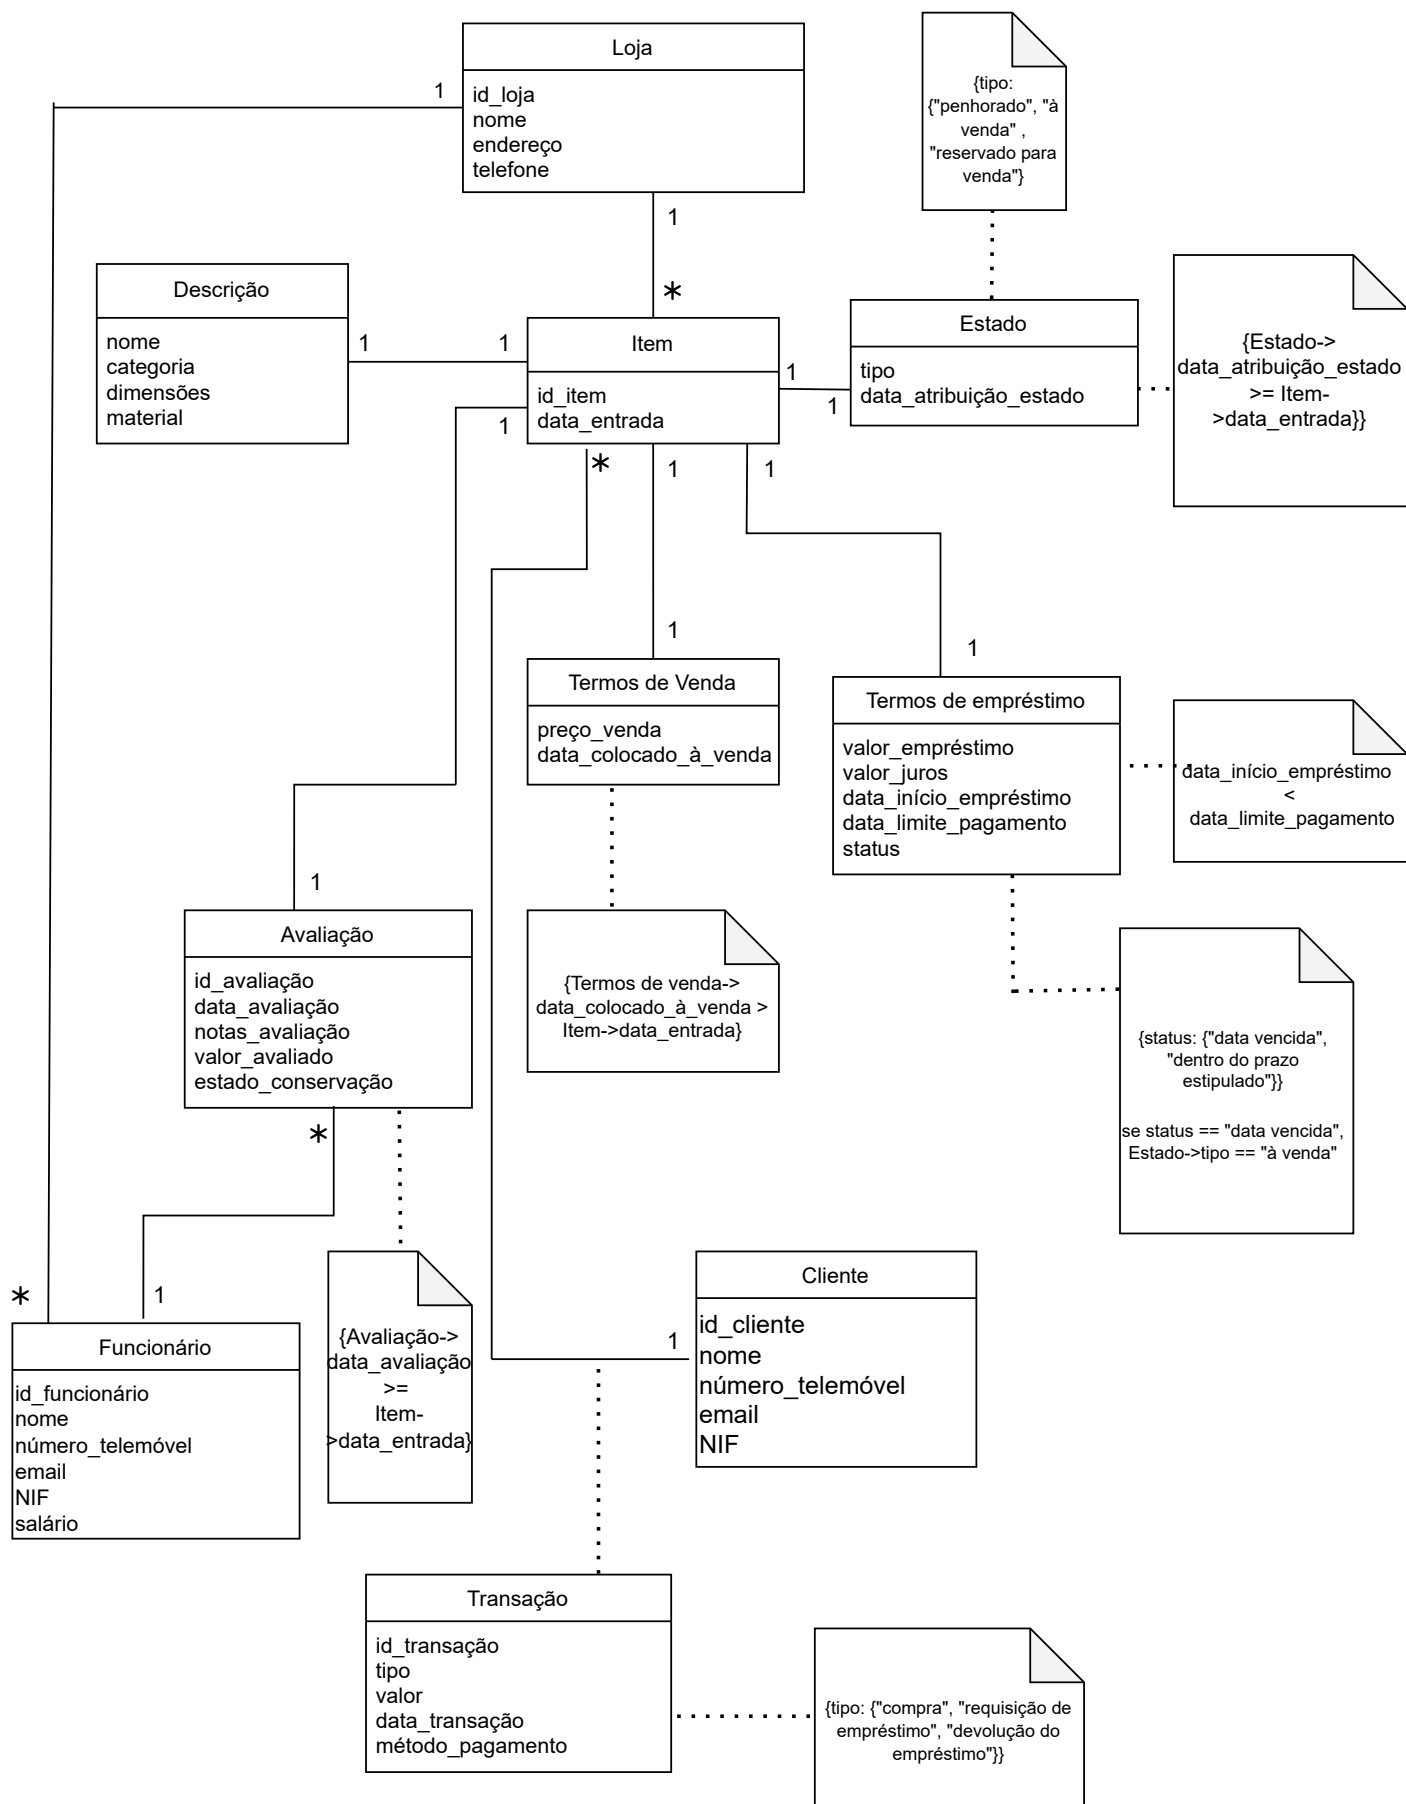 Loja
1
id_loja
nome
endereço
telefone
1
*
{tipo:
{"penhorado", "à
venda" ,
"reservado para
venda"}
Descrição
nome
categoria
dimensões
material
1
1
Item
id_item
data_entrada
1
1
Estado
tipo
data_atribuição_estado
{Estado->
data_atribuição_estado
>= Item-
>data_entrada}}
1
*
1
1
1
1
Termos de Venda
preço_venda
data_colocado_à_venda
Termos de empréstimo
valor_empréstimo
valor_juros
data_início_empréstimo
data_limite_pagamento
status
data_início_empréstimo
<
data_limite_pagamento
1
Avaliação
id_avaliação
data_avaliação
notas_avaliação
valor_avaliado
estado_conservação
{Termos de venda->
data_colocado_à_venda >
Item->data_entrada}
{status: {"data vencida",
"dentro do prazo
estipulado"}}
se status == "data vencida",
Estado->tipo == "à venda"
*
*
1
Funcionário
id_funcionário
nome
número_telemóvel
email
NIF
salário
{Avaliação->
data_avaliação
>=
Item-
>data_entrada}
1
Cliente
id_cliente
nome
número_telemóvel
email
NIF
Transação
id_transação
tipo
valor
data_transação
método_pagamento
{tipo: {"compra", "requisição de
empréstimo", "devolução do
empréstimo"}}